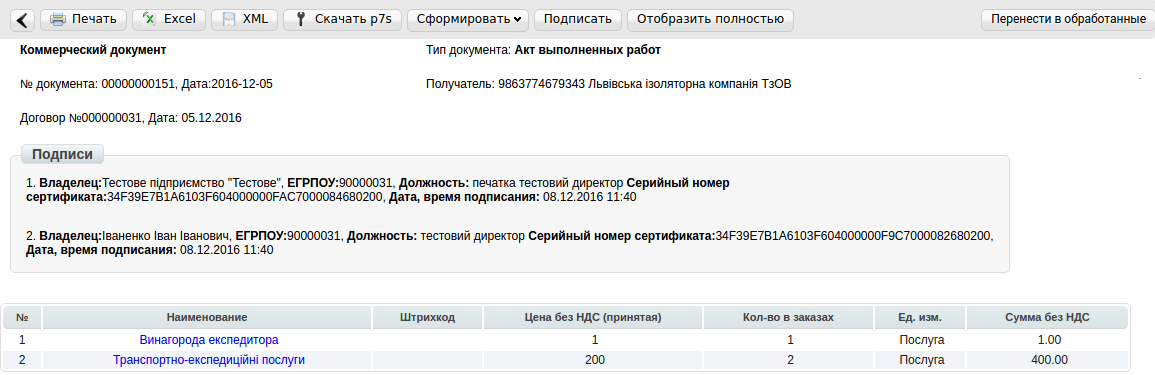 Печать Excel XML Скачать p7s Сформировать Подписать Отобразить полностью Перенести в обработанные
Коммерческий документ Тип документа: Акт выполненных работ
№ документа: 00000000151, Дата:2016-12-05 Получатель: 9863774679343 Львівська ізоляторна компанія ТзОВ
Договор №000000031, Дата: 05.12.2016
Подписи
1. Владелец:Тестове підприємство "Тестове", ЕГРПОУ:90000031, Должность: печатка тестовий директор Серийный номер
сертификата:34F39E7B1A6103F604000000FAC7000084680200, Дата, время подписания: 08.12.2016 11:40
2. Владелец:Іваненко Іван Іванович, ЕГРПОУ:90000031, Должность: тестовий директор Серийный номер сертификата:34F39E7B1A6103F604000000F9C7000082680200,
Дата, время подписания: 08.12.2016 11:40
№ Наименование Штрихкод Цена без НДС (принятая) Кол-во в заказах Ед. изм. Сумма без НДС
1 Винагорода експедитора 1 1 Послуга 1.00
2 Транспортно-експедиційні послуги 200 2 Послуга 400.00